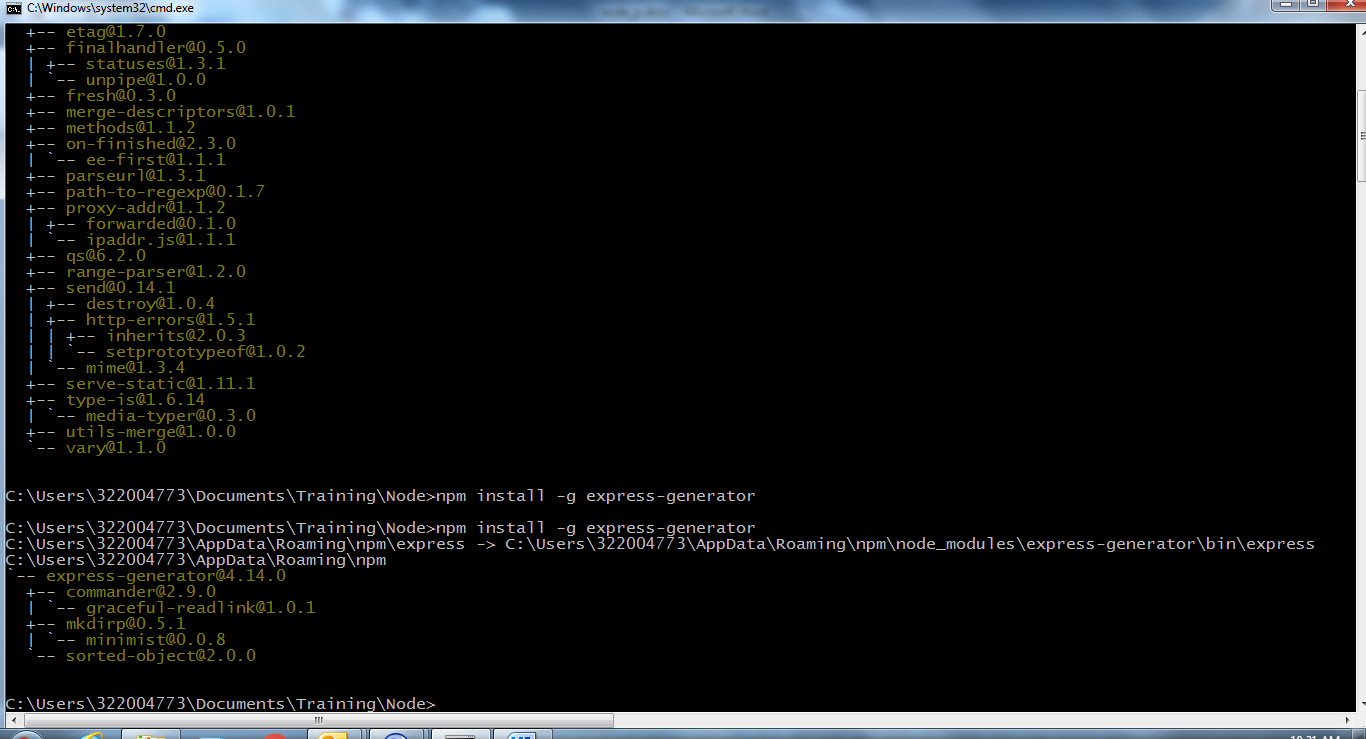 C:\Windows\system32\cmd.exe
+-- etag@1.7.0
+-- finalhandler@0.5.0
| +-- statuses@1.3.1
| `-- unpipe@1.0.0
+-- fresh@0.3.0
+-- merge-descriptors@1.0.1
+-- methods@1.1.2
+-- on-finished@2.3.0
| `-- ee-first@1.1.1
+-- parseurl@1.3.1
+-- path-to-regexp@0.1.7
+-- proxy-addr@1.1.2
| +-- forwarded@0.1.0
| `-- ipaddr.js@1.1.1
+-- qs@6.2.0
+-- range-parser@1.2.0
+-- send@0.14.1
| +-- destroy@1.0.4
| +-- http-errors@1.5.1
| | +-- inherits@2.0.3
| | `-- setprototypeof@1.0.2
| `-- mime@1.3.4
+-- serve-static@1.11.1
+-- type-is@1.6.14
| `-- media-typer@0.3.0
+-- utils-merge@1.0.0
`-- vary@1.1.0
C:\Users\322004773\Documents\Training\Node>npm install -g express-generator
C:\Users\322004773\Documents\Training\Node>npm install -g express-generator
C:\Users\322004773\AppData\Roaming\npm\express -> C:\Users\322004773\AppData\Roaming\npm\node_modules\express-generator\bin\express
C:\Users\322004773\AppData\Roaming\npm
`-- express-generator@4.14.0
+-- commander@2.9.0
| `-- graceful-readlink@1.0.1
+-- mkdirp@0.5.1
| `-- minimist@0.0.8
`-- sorted-object@2.0.0
C:\Users\322004773\Documents\Training\Node>